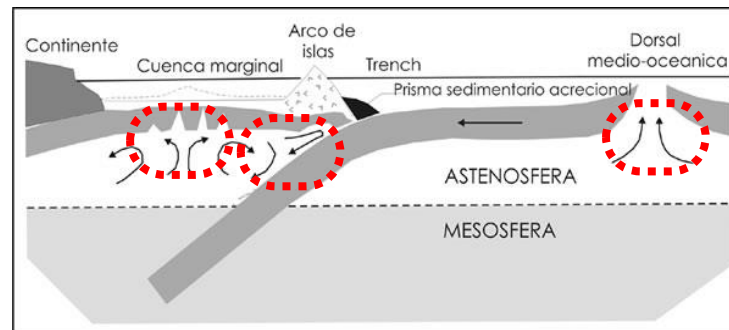 Continente
Cuenca marginal
Arco de
islas
Trench
Dorsal
medio-oceanica
Prisma sedimentario acrecional
ASTENOSFERA
MESOSFERA